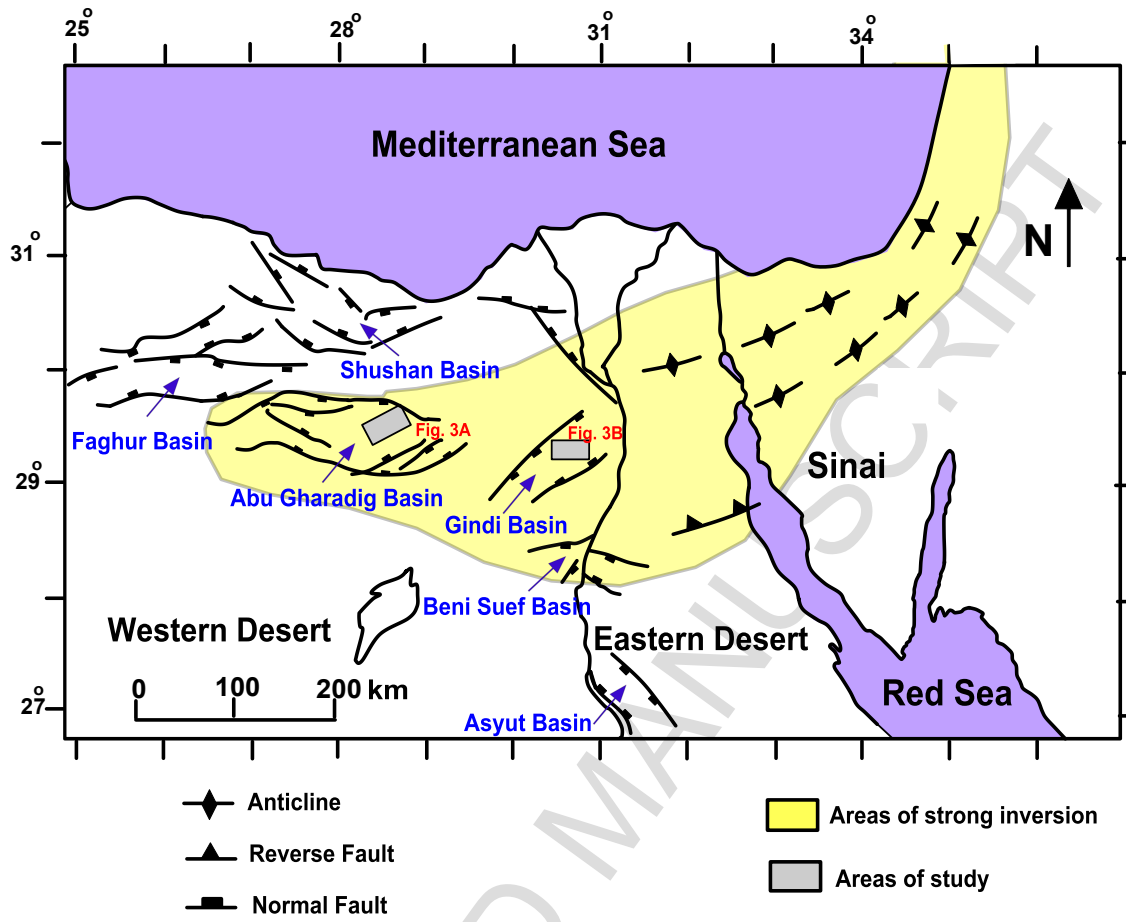 25°
28°
31°
34°
Mediterranean Sea
31°
N
Shushan Basin
Faghur Basin
Fig. 3A
Fig. 3B
Sinai
29°
Abu Gharadig Basin
Gindi Basin
Beni Suef Basin
Western Desert
Eastern Desert
0 100 200 km
27°
Asyut Basin
Red Sea
Anticline
Reverse Fault
Normal Fault
Areas of strong inversion
Areas of study
D MANUSCRIPT